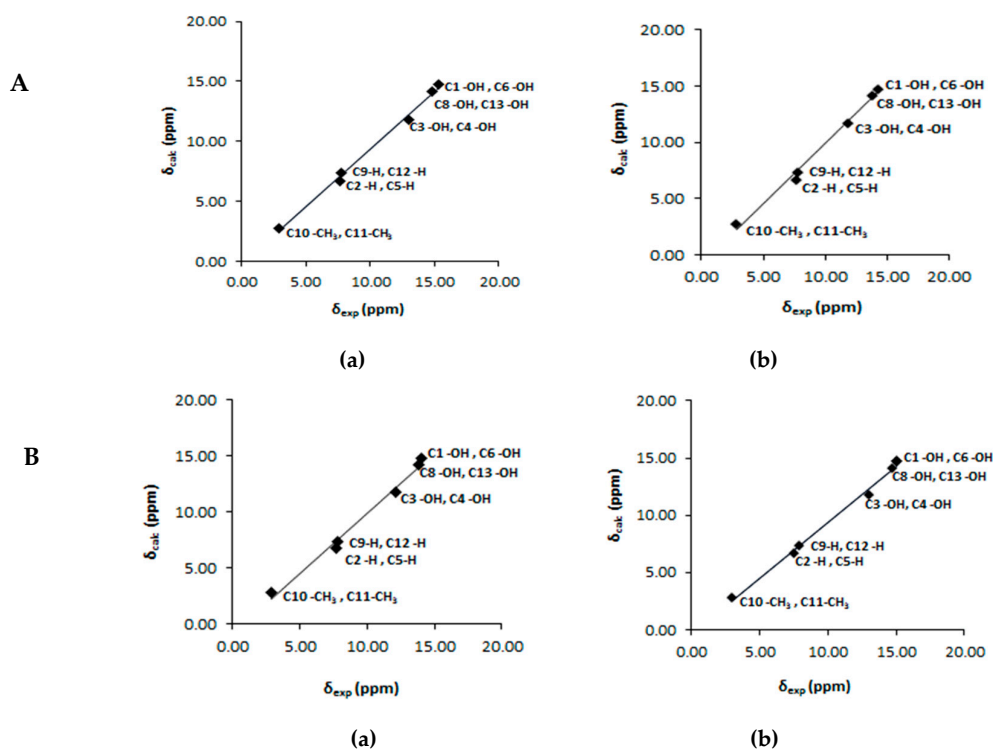 A
20.00
15.00
10.00
5.00
0.00
δcalc (ppm)
C1 -OH , C6 -OH
C8 -OH, C13 -OH
C3 -OH, C4 -OH
C9-H, C12 -H
C2 -H , C5-H
C10 -CH₃, C11-CH₃
0.00 5.00 10.00 15.00 20.00
δexp (ppm)
(a)
20.00
15.00
10.00
5.00
0.00
δcalc (ppm)
C1 -OH , C6 -OH
C8 -OH, C13 -OH
C3 -OH, C4 -OH
C9-H, C12 -H
C2 -H , C5-H
C10 -CH₃, C11-CH₃
0.00 5.00 10.00 15.00 20.00
δexp (ppm)
(b)
B
20.00
15.00
10.00
5.00
0.00
δcalc (ppm)
C1 -OH , C6 -OH
C8 -OH, C13 -OH
C3 -OH, C4 -OH
C9-H, C12 -H
C2 -H , C5-H
C10 -CH₃ , C11-CH₃
0.00 5.00 10.00 15.00 20.00
δexp (ppm)
(a)
20.00
15.00
10.00
5.00
0.00
δcalc (ppm)
C1 -OH , C6 -OH
C8 -OH, C13 -OH
C3 -OH, C4 -OH
C9-H, C12 -H
C2 -H , C5-H
C10 -CH₃ , C11-CH₃
0.00 5.00 10.00 15.00 20.00
δexp (ppm)
(b)